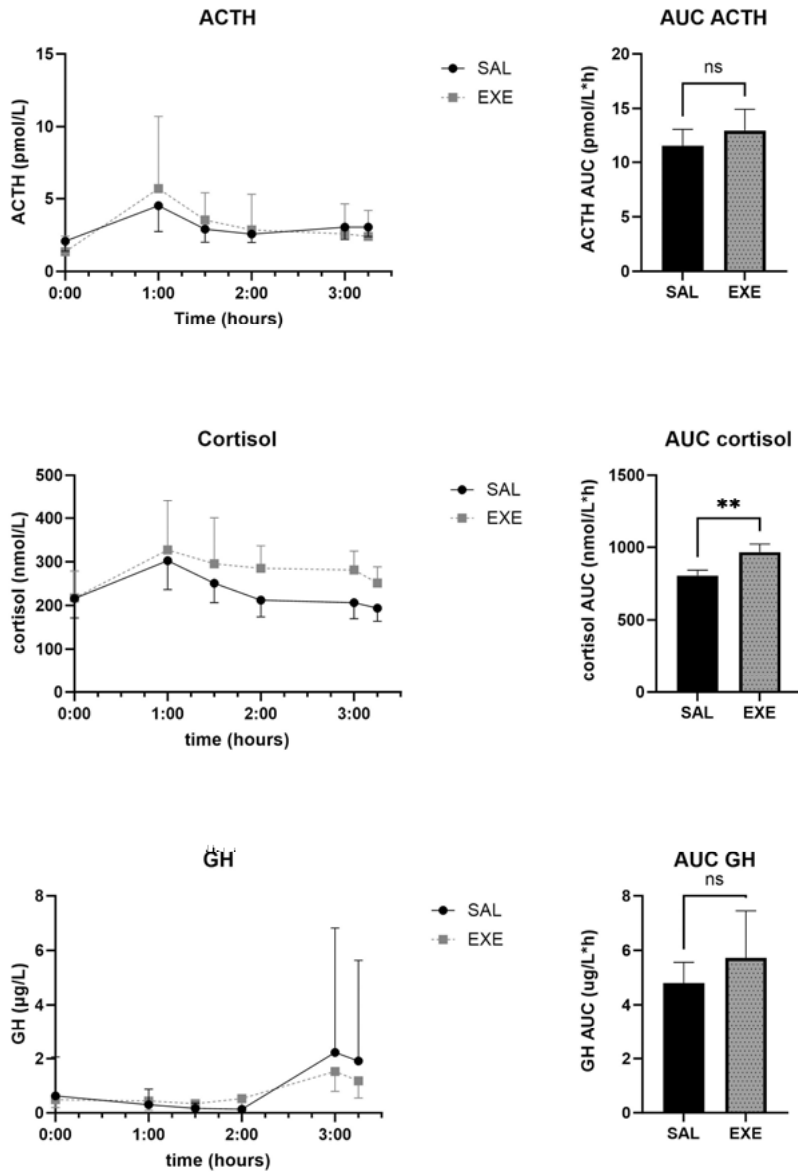 ACTH
15
10
5
0
ACTH (pmol/L)
0:00 1:00 2:00 3:00
Time (hours)
SAL
EXE
AUC ACTH
20
15
10
5
0
ACTH AUC (pmol/L*h)
ns
SAL EXE
Cortisol
500
400
300
200
100
0
cortisol (nmol/L)
0:00 1:00 2:00 3:00
time (hours)
SAL
EXE
AUC cortisol
1500
1000
500
0
cortisol AUC (nmol/L*h)
**
SAL EXE
GH
8
6
4
2
0
GH (µg/L)
0:00 1:00 2:00 3:00
time (hours)
SAL
EXE
AUC GH
ns
8
6
4
2
0
GH AUC (ug/L*h)
SAL EXE